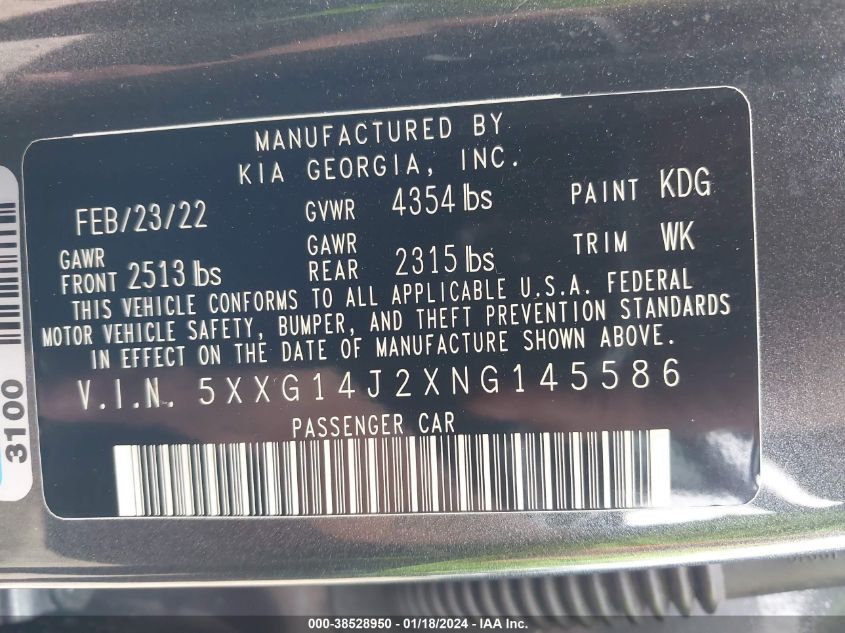 MANUFACTURED BY
KIA GEORGIA, INC.
FEB/23/22 GVWR 4354 lbs PAINT KDG
GAWR FRONT 2513 lbs GAWR REAR 2315 lbs TRIM WK
THIS VEHICLE CONFORMS TO ALL APPLICABLE U.S.A. FEDERAL
MOTOR VEHICLE SAFETY, BUMPER, AND THEFT PREVENTION STANDARDS
IN EFFECT ON THE DATE OF MANUFACTURE SHOWN ABOVE.
V.I.N. 5XXG14J2XNG145586
PASSENGER CAR
3100
000-38528950 - 01/18/2024 - IAA Inc.